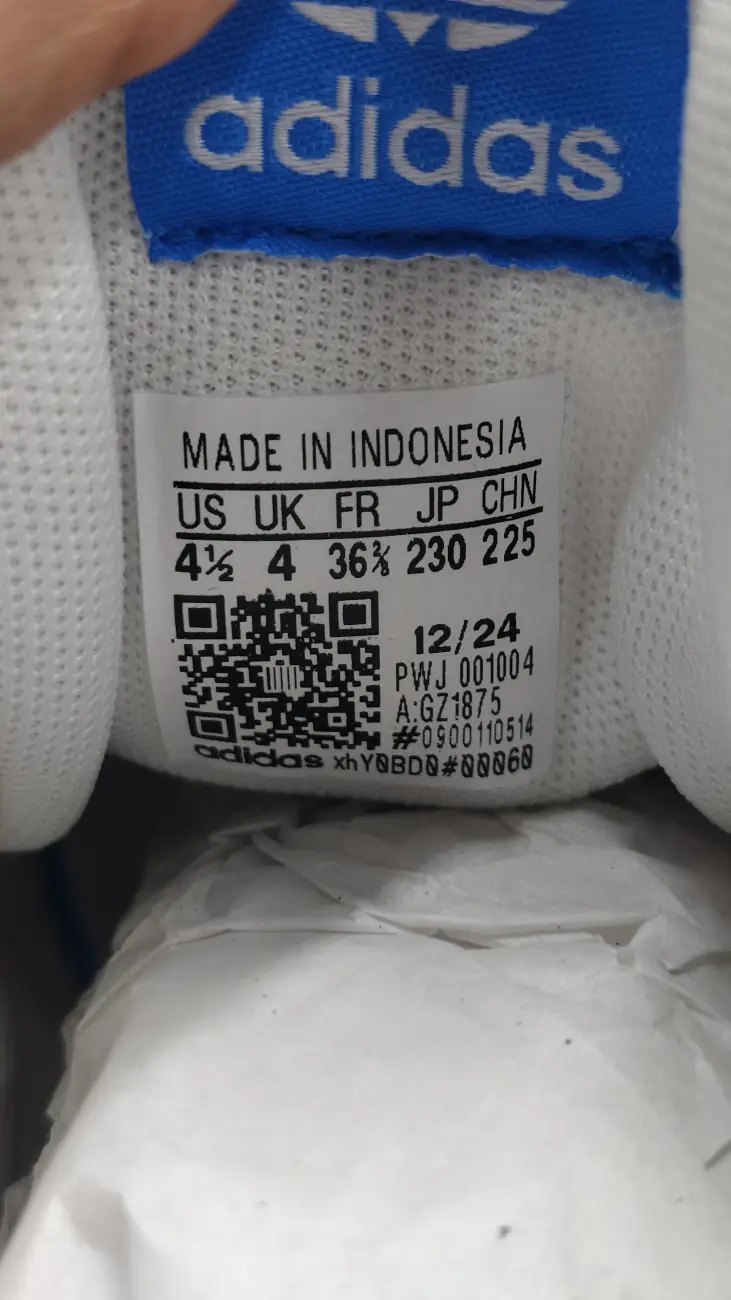 adidas
MADE IN INDONESIA
US UK FR JP CHN
4½ 4 36⅔ 230 225
12/24
PWJ 001004
A:GZ1875
#0900110514
adidas xhY0BD0#00060